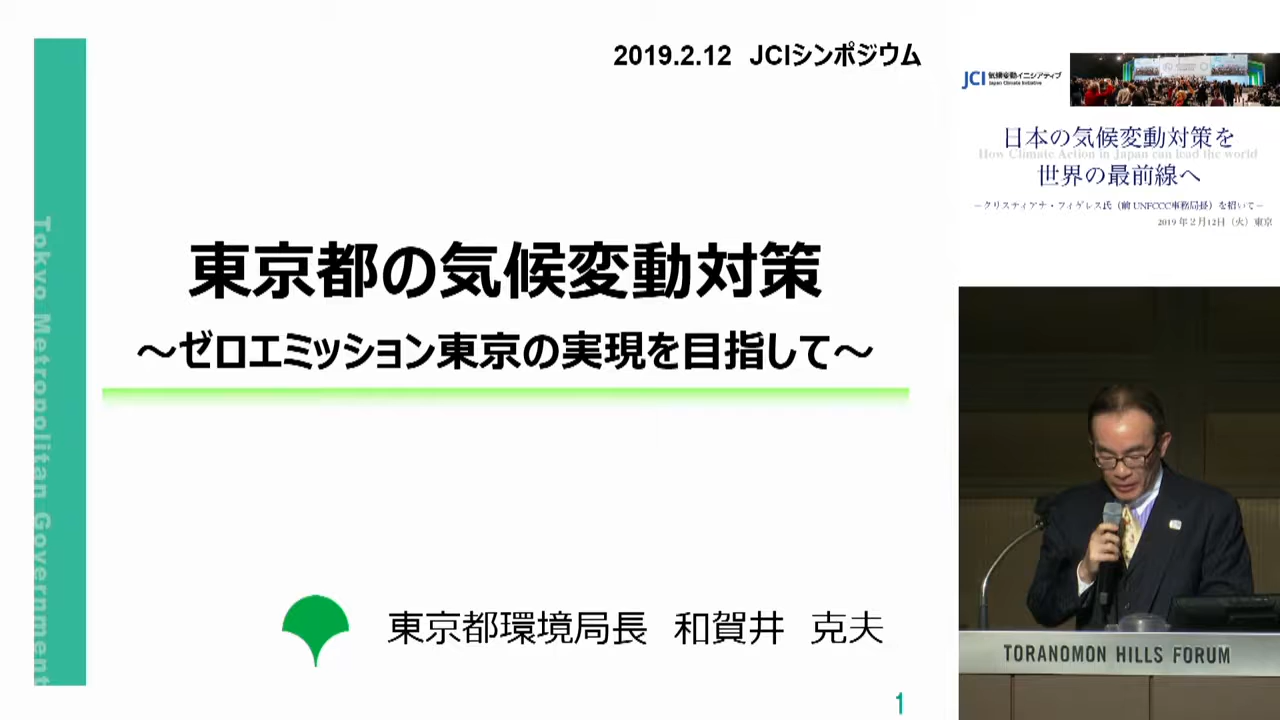 2019.2.12 JCIシンポジウム
東京都の気候変動対策
～ゼロエミッション東京の実現を目指して～
Tokyo Metropolitan Government
東京都環境局長 和賀井 克夫
1
JCI 気候変動イニシアティブ
Japan Climate Initiative
日本の気候変動対策を
How Climate Action in Japan can lead the world
世界の最前線へ
－クリスティアナ・フィゲレス氏（前 UNFCCC事務局長）を招いて－
2019 年２月12日（火）東京
TORANOMON HILLS FORUM